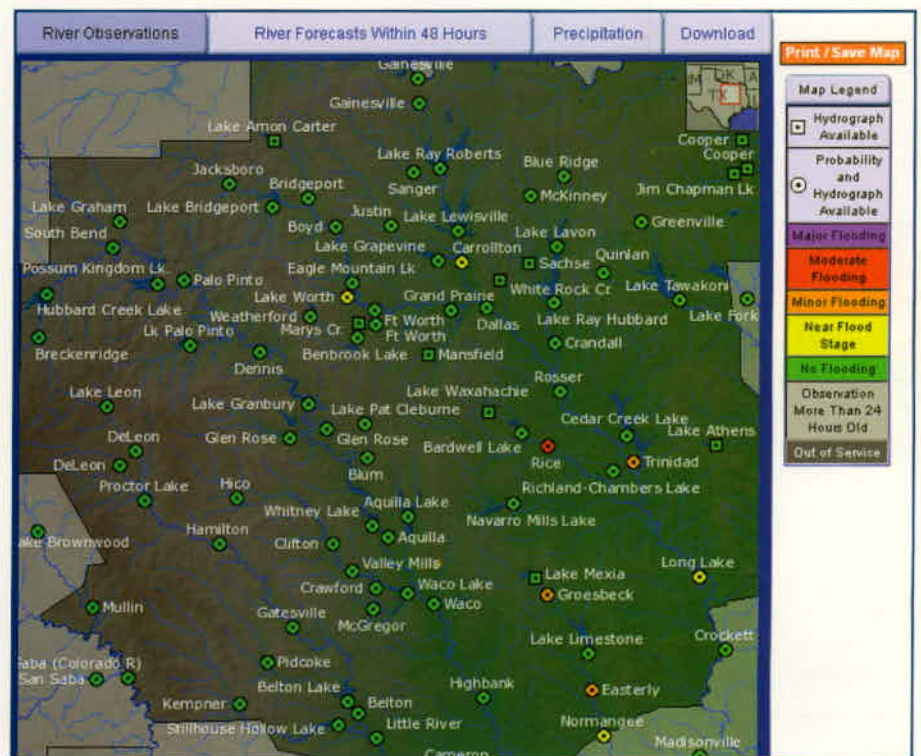 River Observations
River Forecasts Within 48 Hours
Precipitation
Download
Print / Save Map
Map Legend
Hydrograph
Available
Probability
and
Hydrograph
Available
Major Flooding
Moderate
Flooding
Minor Flooding
Near Flood
Stage
No Flooding
Observation
More Than 24
Hours Old
Out of Service
Gainesville
Gainesville
OK
TX
Lake Amon Carter
Cooper
Cooper
Lake Ray Roberts
Jacksboro
Blue Ridge
Bridgeport
Sanger
McKinney
Jim Chapman Lk
Lake Graham
Lake Bridgeport
Justin
Lake Lewisville
Greenville
South Bend
Boyd
Lake Lavon
Lake Grapevine
Carrollton
Quinlan
Possum Kingdom Lk.
Eagle Mountain Lk
Sachse
Palo Pinto
White Rock Cr
Lake Tawakoni
Lake Worth
Grand Prairie
Hubbard Creek Lake
Weatherford
Ft Worth
Dallas
Lake Ray Hubbard
Lake Fork
Lk Palo Pinto
Marys Cr
Ft Worth
Breckenridge
Benbrook Lake
Mansfield
Crandall
Dennis
Rosser
Lake Leon
Lake Waxahachie
Lake Granbury
Lake Pat Cleburne
Cedar Creek Lake
Lake Athens
DeLeon
Glen Rose
Glen Rose
Bardwell Lake
DeLeon
Blum
Rice
Trinidad
Proctor Lake
Hico
Richland-Chambers Lake
Aquilla Lake
Whitney Lake
Navarro Mills Lake
Hamilton
Aquilla
ake Brownwood
Clifton
Valley Mills
Long Lake
Crawford
Waco Lake
Lake Mexia
Groesbeck
Mullin
Gatesville
McGregor
Waco
Lake Limestone
Crockett
Saba (Colorado R)
Pidcoke
San Saba
Belton Lake
Highbank
Easterly
Kempner
Belton
Normangee
Stillhouse Hollow Lake
Little River
Madisonville
Cameron